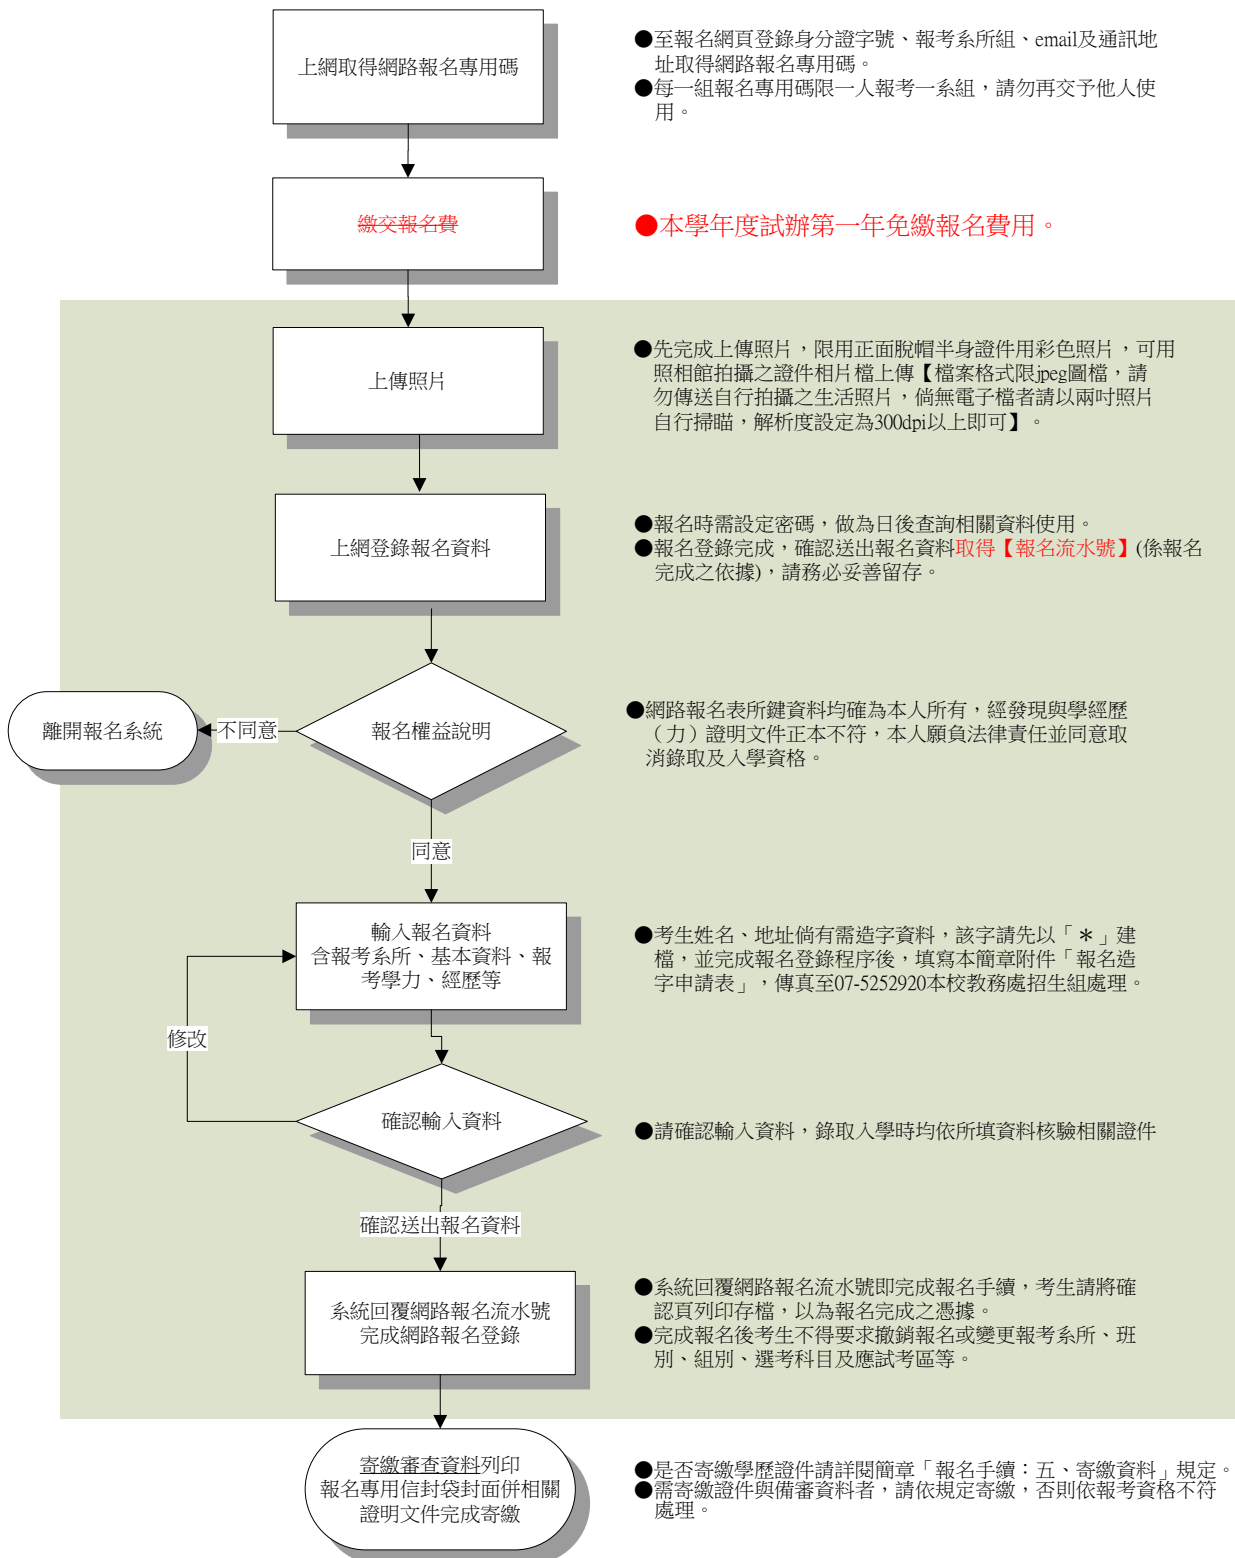 上網取得網路報名專用碼
●至報名網頁登錄身分證字號、報考系所組、email及通訊地
址取得網路報名專用碼。
●每一組報名專用碼限一人報考一系組，請勿再交予他人使
用。
繳交報名費
●本學年度試辦第一年免繳報名費用。
上傳照片
●先完成上傳照片，限用正面脫帽半身證件用彩色照片，可用
照相館拍攝之證件相片檔上傳【檔案格式限jpeg圖檔，請
勿傳送自行拍攝之生活照片，倘無電子檔者請以兩吋照片
自行掃瞄，解析度設定為300dpi以上即可】。
上網登錄報名資料
●報名時需設定密碼，做為日後查詢相關資料使用。
●報名登錄完成，確認送出報名資料取得【報名流水號】(係報名
完成之依據)，請務必妥善留存。
離開報名系統
不同意
報名權益說明
●網路報名表所鍵資料均確為本人所有，經發現與學經歷
（力）證明文件正本不符，本人願負法律責任並同意取
消錄取及入學資格。
同意
輸入報名資料
含報考系所、基本資料、報
考學力、經歷等
●考生姓名、地址倘有需造字資料，該字請先以「＊」建
檔，並完成報名登錄程序後，填寫本簡章附件「報名造
字申請表」，傳真至07-5252920本校教務處招生組處理。
修改
確認輸入資料
●請確認輸入資料，錄取入學時均依所填資料核驗相關證件
確認送出報名資料
系統回覆網路報名流水號
完成網路報名登錄
●系統回覆網路報名流水號即完成報名手續，考生請將確
認頁列印存檔，以為報名完成之憑據。
●完成報名後考生不得要求撤銷報名或變更報考系所、班
別、組別、選考科目及應試考區等。
寄繳審查資料列印
報名專用信封袋封面併相關
證明文件完成寄繳
●是否寄繳學歷證件請詳閱簡章「報名手續：五、寄繳資料」規定。
●需寄繳證件與備審資料者，請依規定寄繳，否則依報考資格不符
處理。